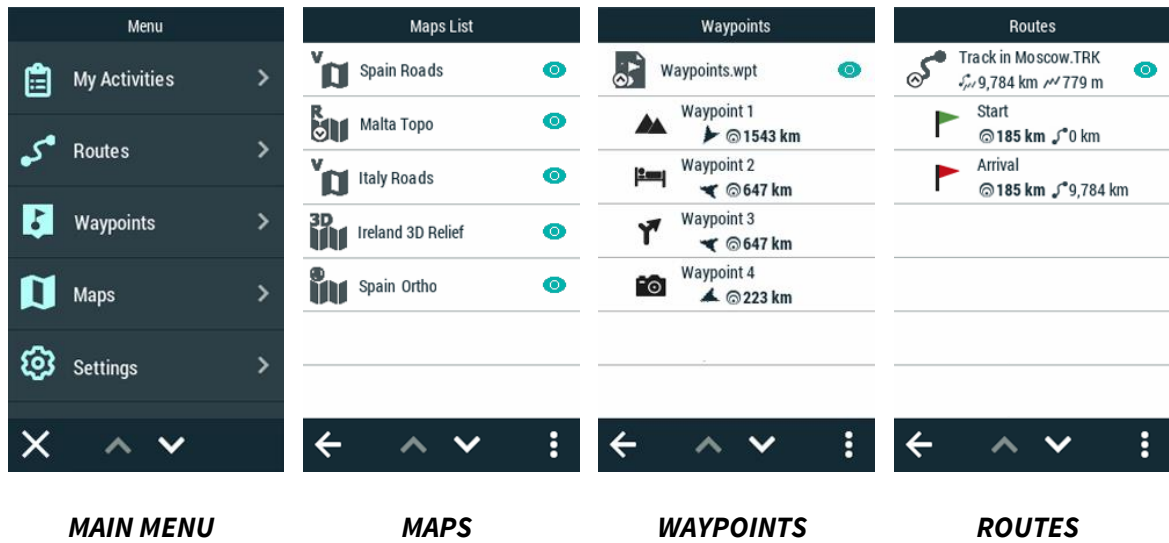 Menu
My Activities
Routes
Waypoints
Maps
Settings
MAIN MENU
Maps List
V
Spain Roads
R
Malta Topo
V
Italy Roads
3D
Ireland 3D Relief
Spain Ortho
MAPS
Waypoints
Waypoints.wpt
Waypoint 1
1543 km
Waypoint 2
647 km
Waypoint 3
647 km
Waypoint 4
223 km
WAYPOINTS
Routes
Track in Moscow.TRK
9,784 km 779 m
Start
185 km 0 km
Arrival
185 km 9,784 km
ROUTES